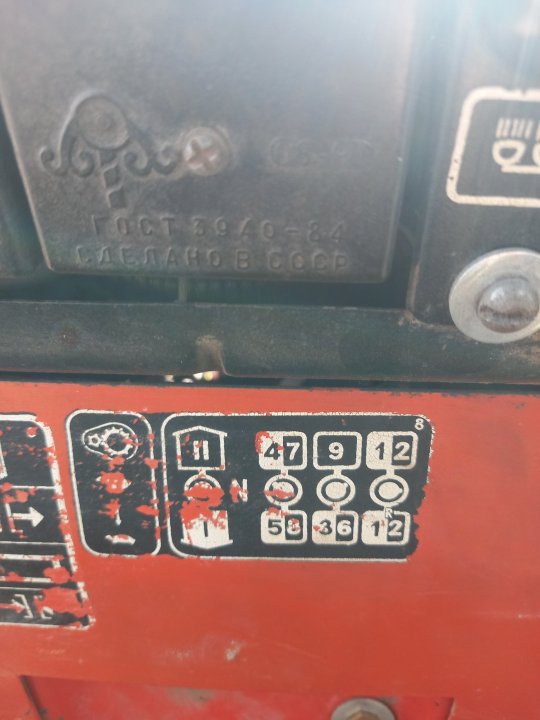 ГОСТ 3940-84
СДЕЛАНО В СССР
8
II 47 9 12
N
I 58 36 12
R